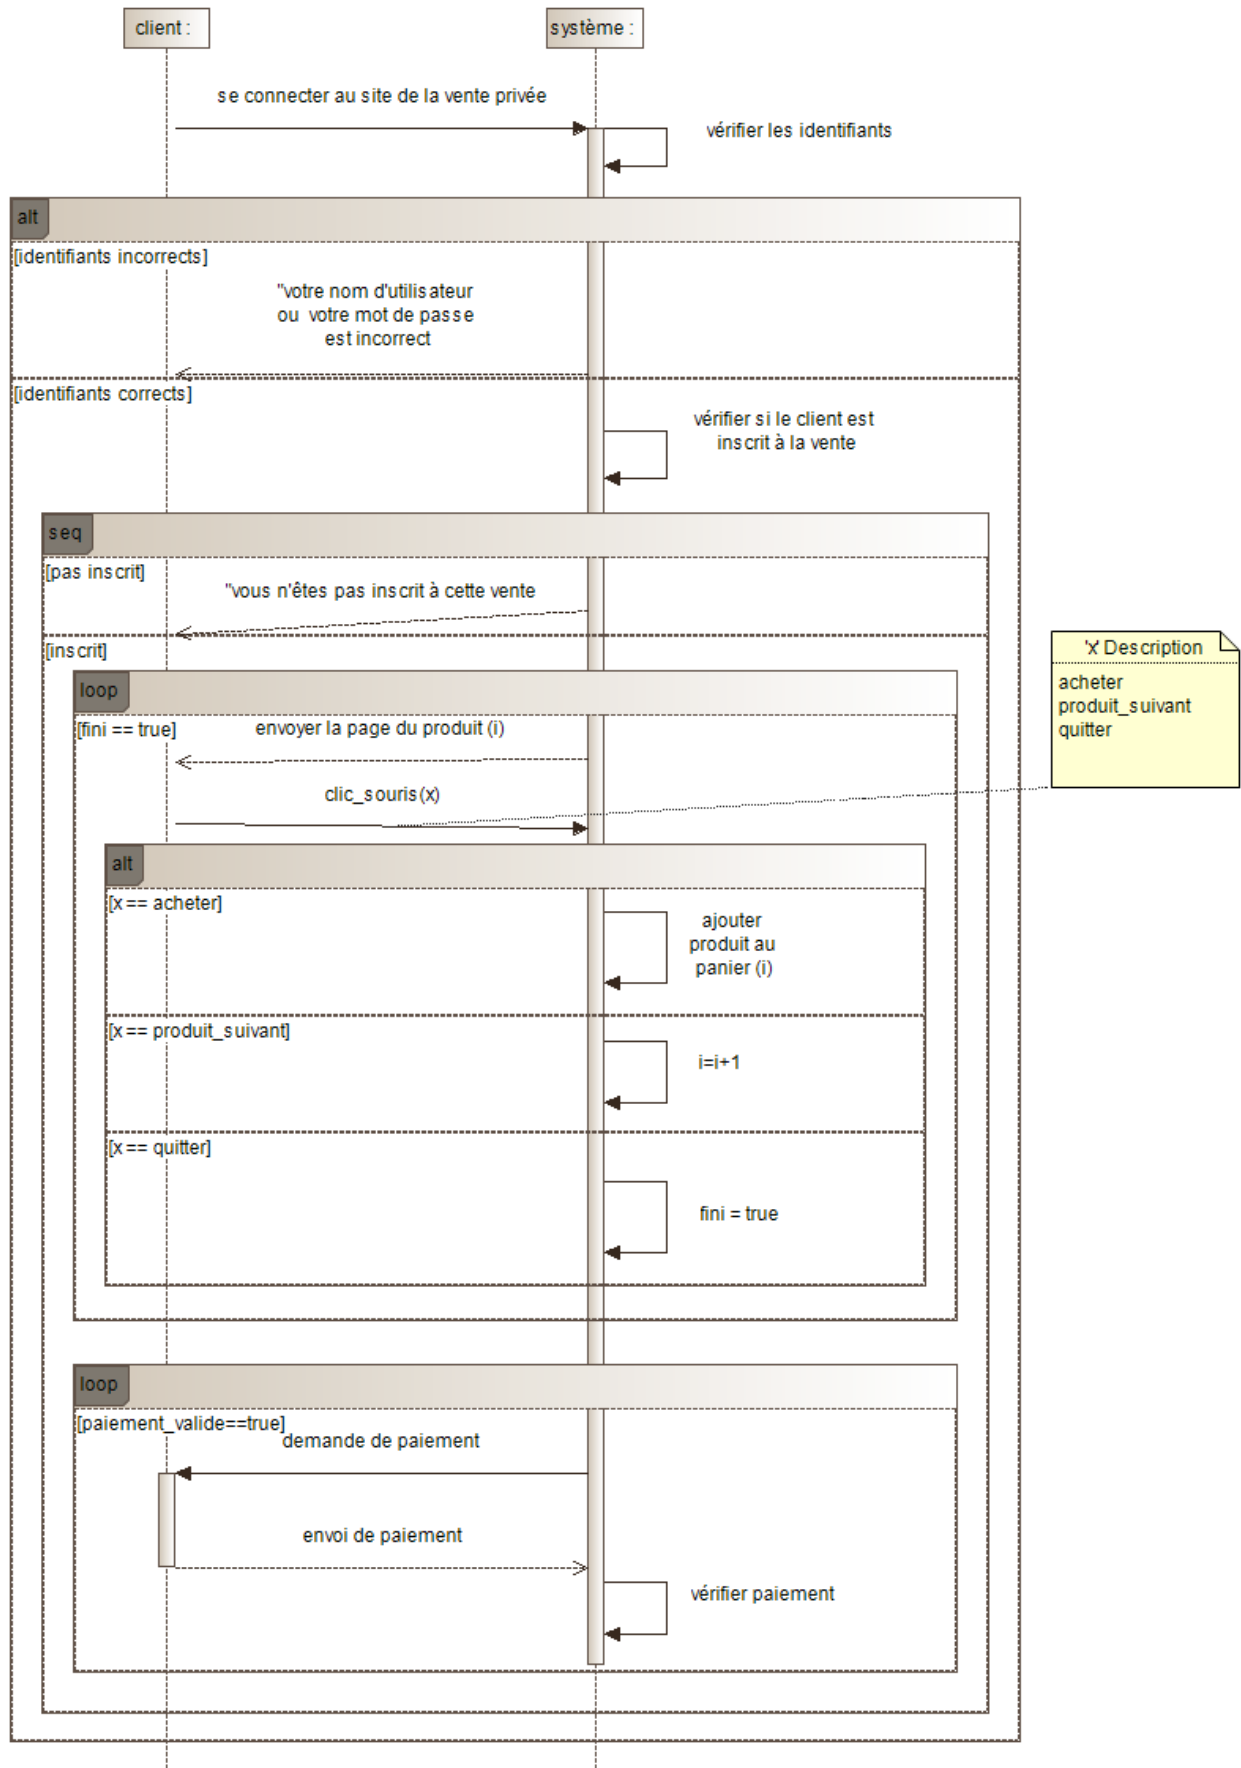 client :
système :
se connecter au site de la vente privée
vérifier les identifiants
alt
[identifiants incorrects]
"votre nom d'utilisateur
ou votre mot de passe
est incorrect
[identifiants corrects]
vérifier si le client est
inscrit à la vente
seq
[pas inscrit]
"vous n'êtes pas inscrit à cette vente
[inscrit]
'x' Description
acheter
produit_suivant
quitter
loop
[fini == true]
envoyer la page du produit (i)
clic_souris(x)
alt
[x == acheter]
ajouter
produit au
panier (i)
[x == produit_suivant]
i=i+1
[x == quitter]
fini = true
loop
[paiement_valide==true]
demande de paiement
envoi de paiement
vérifier paiement